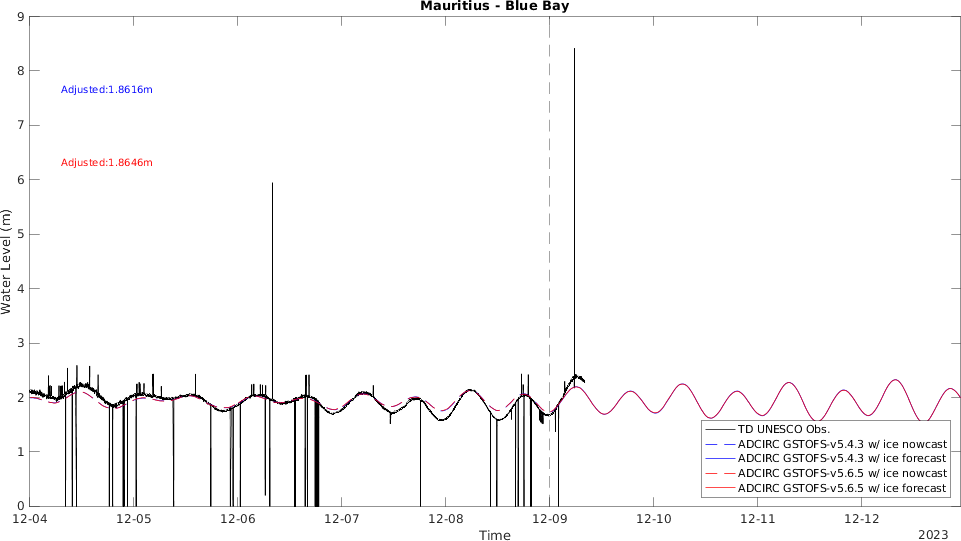 Mauritius - Blue Bay
Adjusted:1.8616m
Adjusted:1.8646m
Water Level (m)
9
8
7
6
5
4
3
2
1
0
12-04
12-05
12-06
12-07
12-08
12-09
12-10
12-11
12-12
Time
2023
TD UNESCO Obs.
ADCIRC GSTOFS-v5.4.3 w/ ice nowcast
ADCIRC GSTOFS-v5.4.3 w/ ice forecast
ADCIRC GSTOFS-v5.6.5 w/ ice nowcast
ADCIRC GSTOFS-v5.6.5 w/ ice forecast